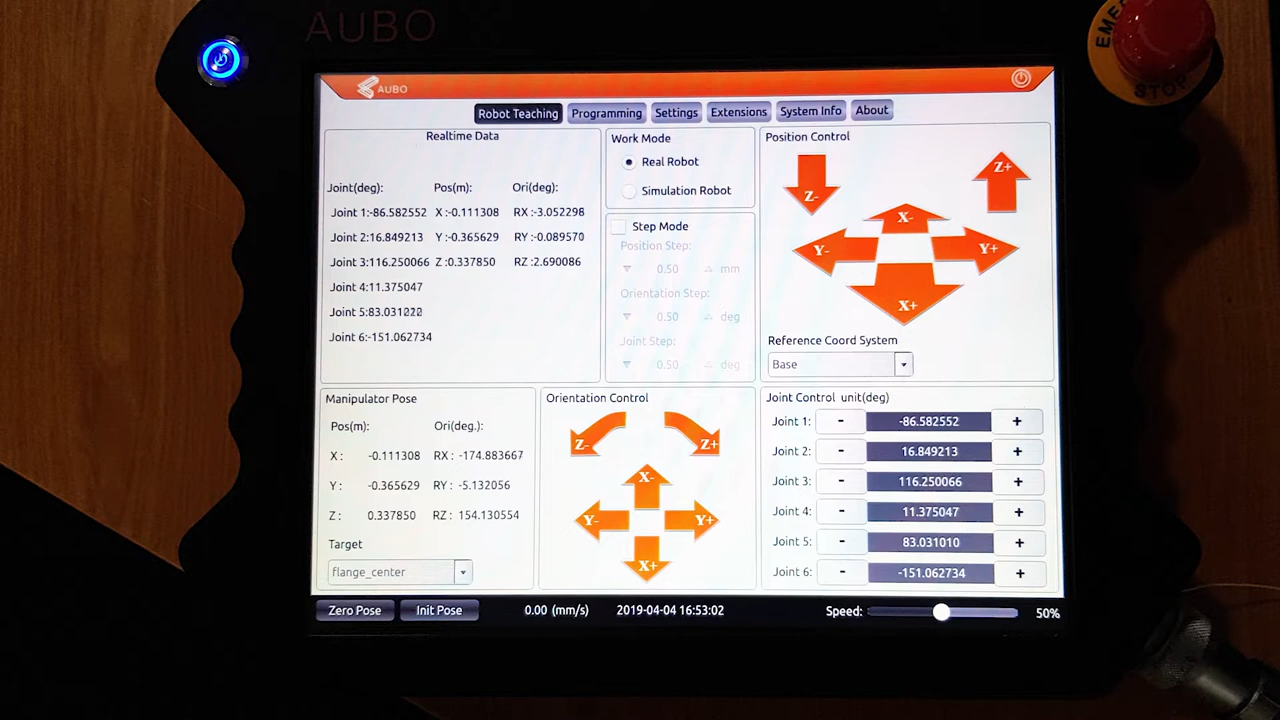 AUBO
EMERGENCY STOP
AUBO
Robot Teaching Programming Settings Extensions System Info About
Realtime Data
Joint(deg): Pos(m): Ori(deg):
Joint 1:-86.582552 X :-0.111308 RX :-3.052298
Joint 2:16.849213 Y :-0.365629 RY :-0.089570
Joint 3:116.250066 Z :0.337850 RZ :2.690086
Joint 4:11.375047
Joint 5:83.031
Joint 6:-151.062734
Work Mode
Real Robot
Simulation Robot
Step Mode
Position Step:
0.50 mm
Orientation Step:
0.50 deg
Joint Step:
0.50 deg
Position Control
Z- Z+
X-
Y- Y+
X+
Reference Coord System
Base
Manipulator Pose
Pos(m): Ori(deg.):
X : -0.111308 RX : -174.883667
Y : -0.365629 RY : -5.132056
Z : 0.337850 RZ : 154.130554
Target
flange_center
Orientation Control
Z- Z+
X-
Y- Y+
X+
Joint Control unit(deg)
Joint 1: - -86.582552 +
Joint 2: - 16.849213 +
Joint 3: - 116.250066 +
Joint 4: - 11.375047 +
Joint 5: - 83.031010 +
Joint 6: - -151.062734 +
Zero Pose Init Pose 0.00 (mm/s) 2019-04-04 16:53:02 Speed: 50%